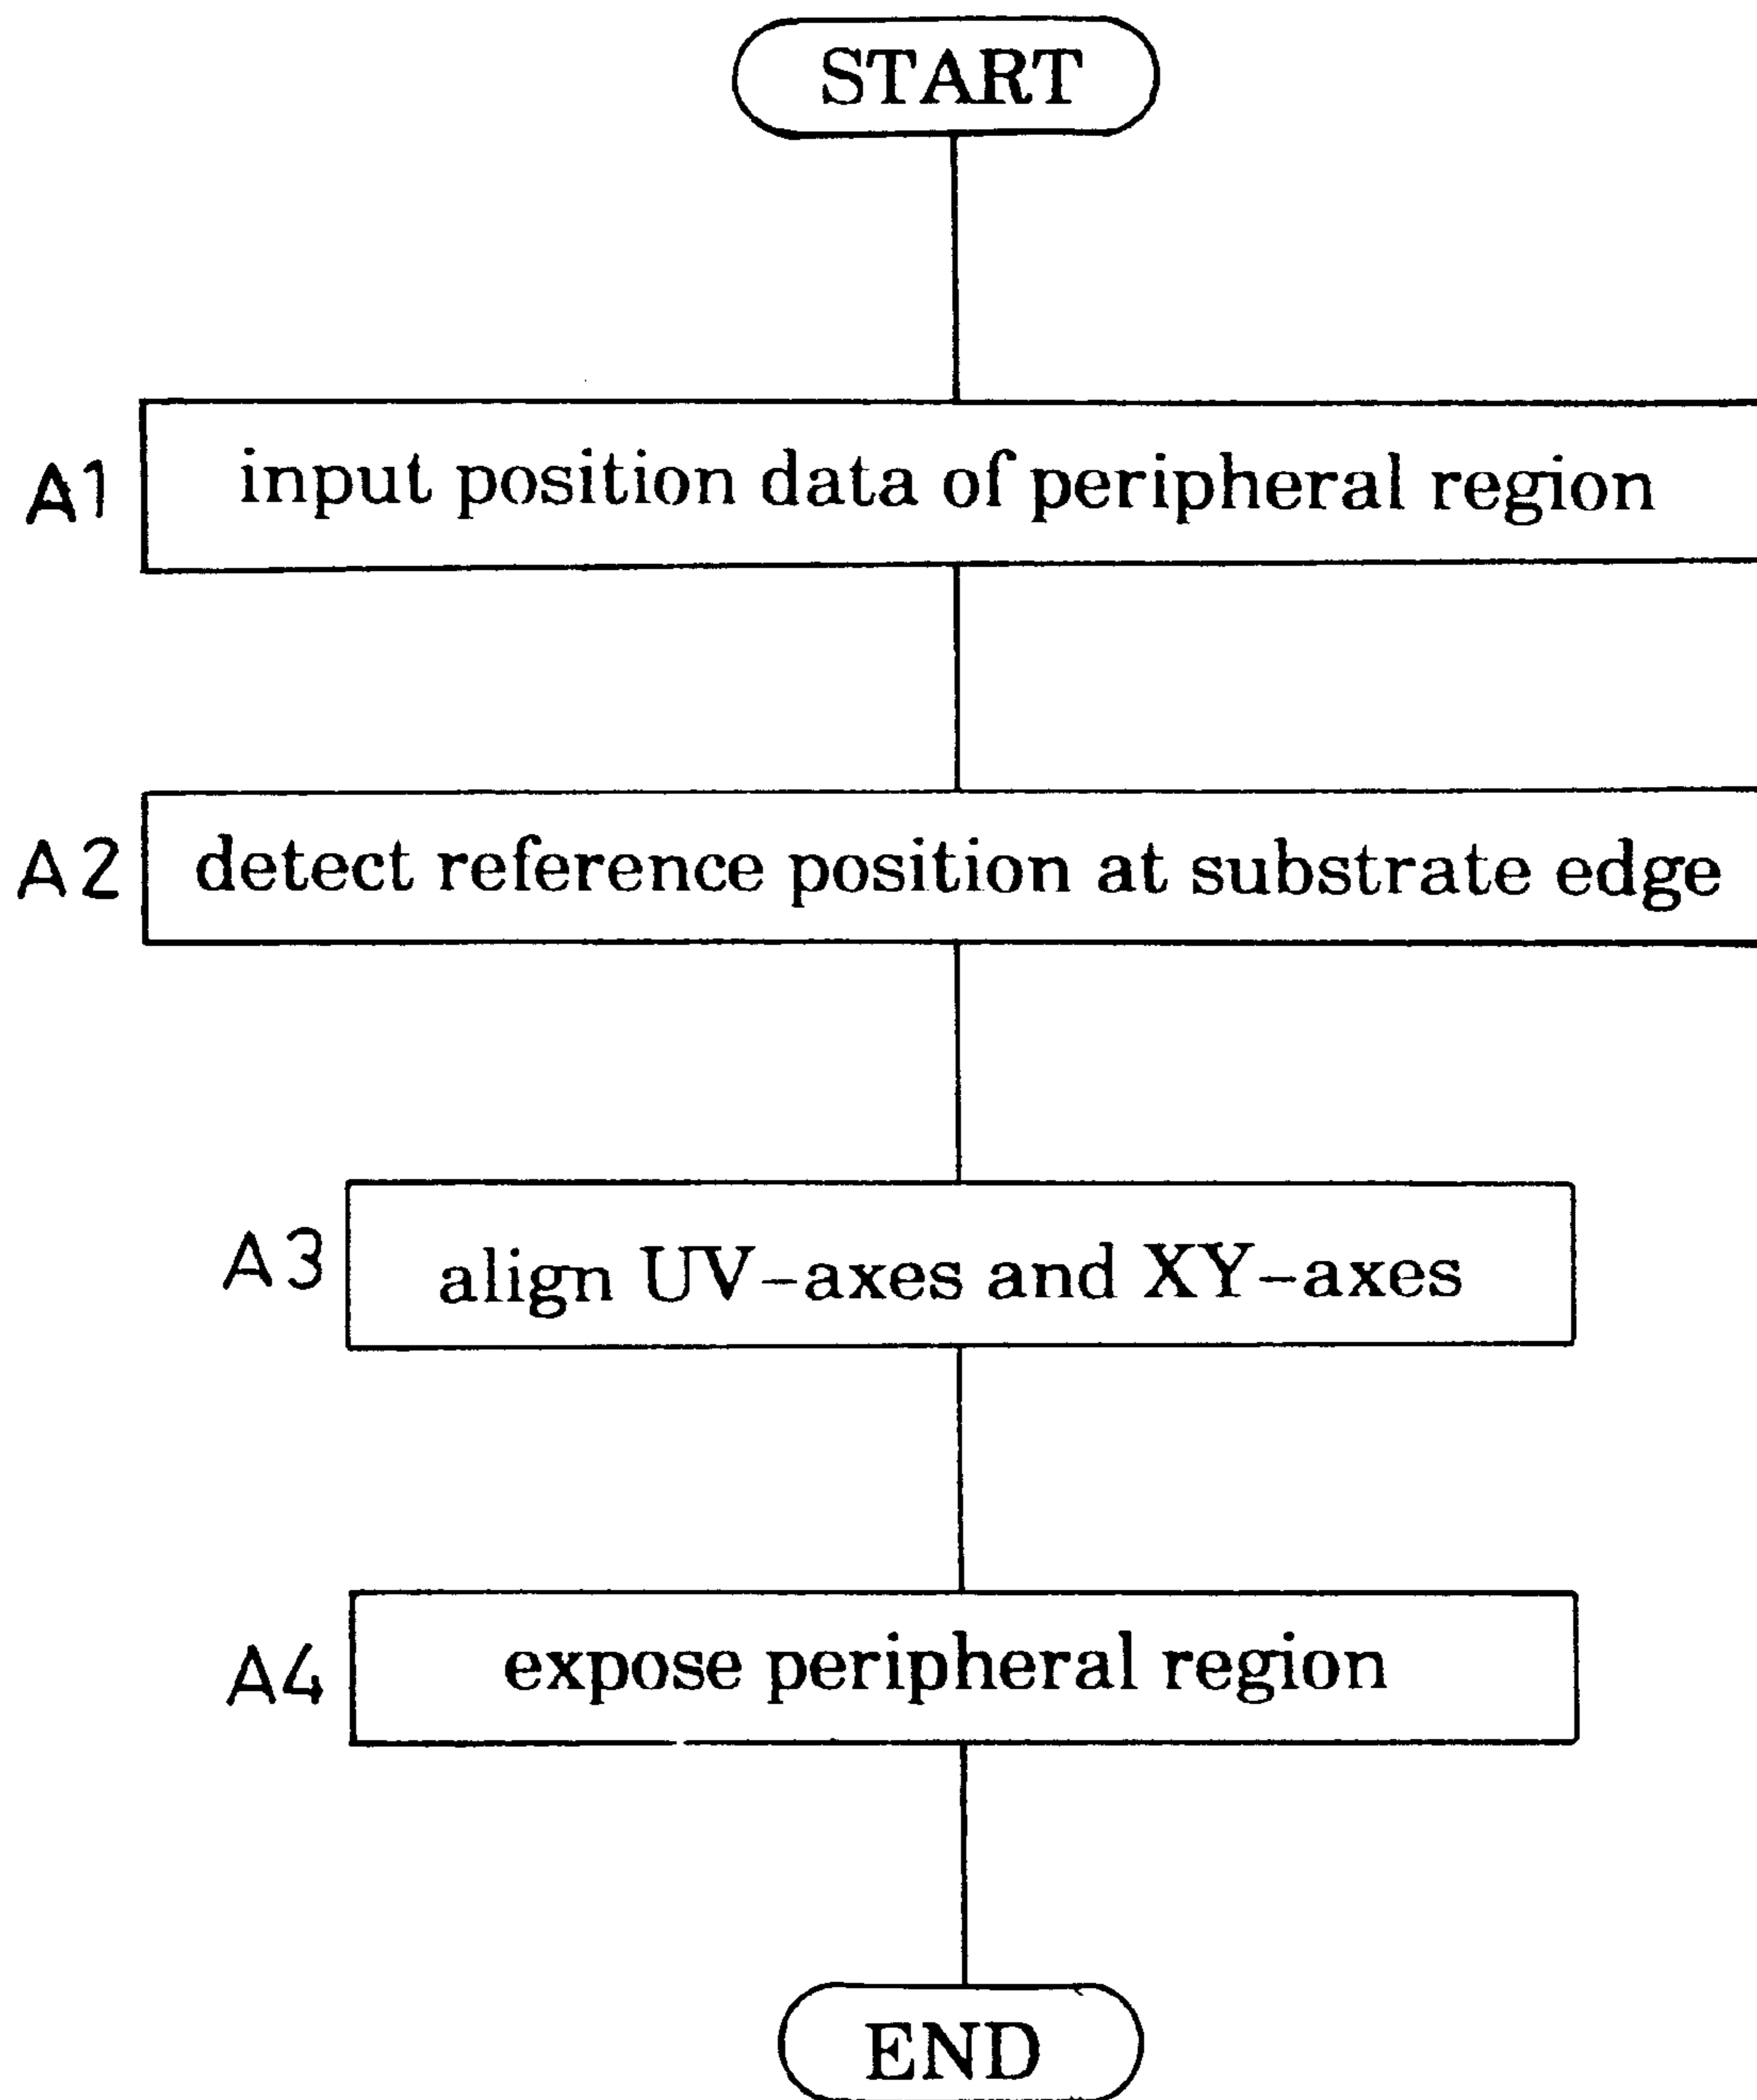 START
A1 input position data of peripheral region
A2 detect reference position at substrate edge
A3 align UV-axes and XY-axes
A4 expose peripheral region
END